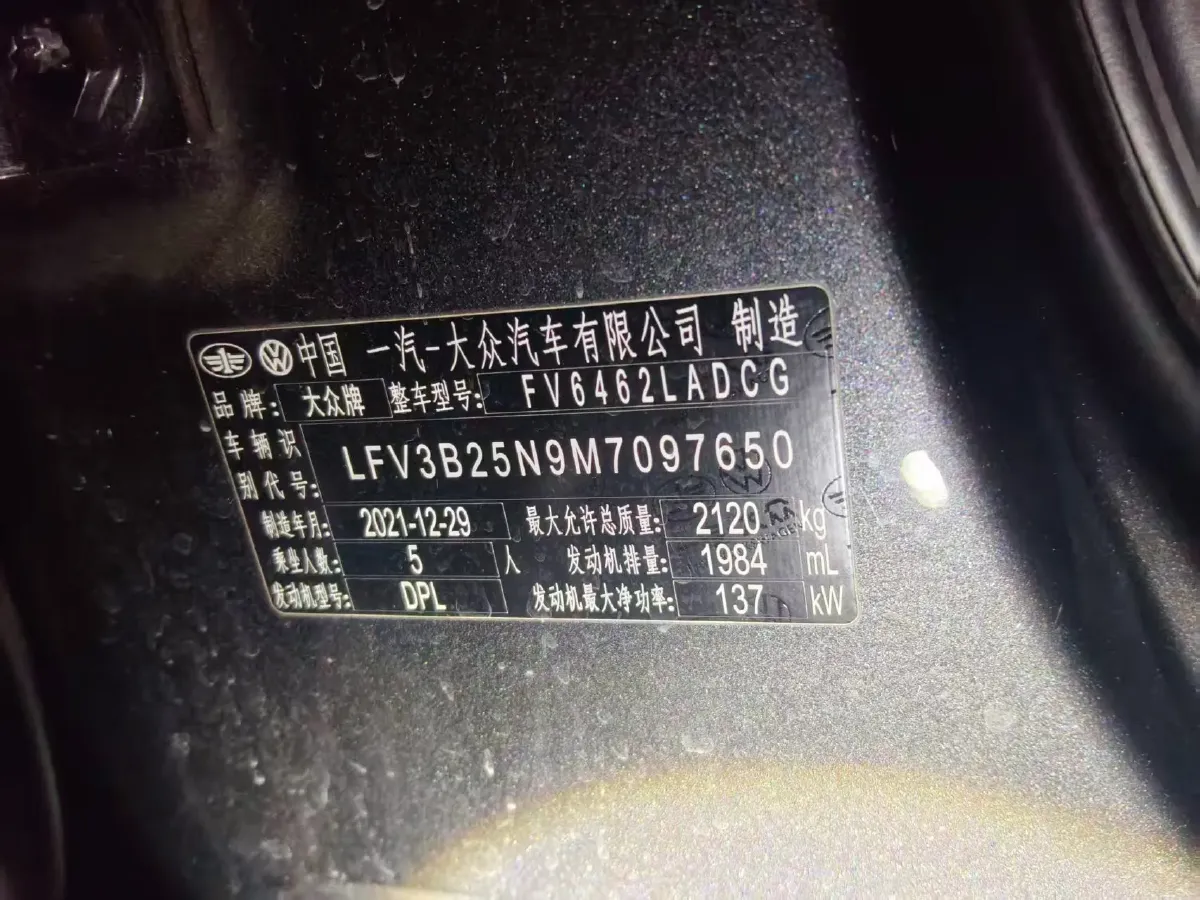 中国 一汽-大众汽车有限公司 制造
品牌: 大众牌 整车型号: FV6462LADCG
车辆识别代号: LFV3B25N9M7097650
制造年月: 2021-12-29 最大允许总质量: 2120 kg
乘坐人数: 5 人 发动机排量: 1984 mL
发动机型号: DPL 发动机最大净功率: 137 kW